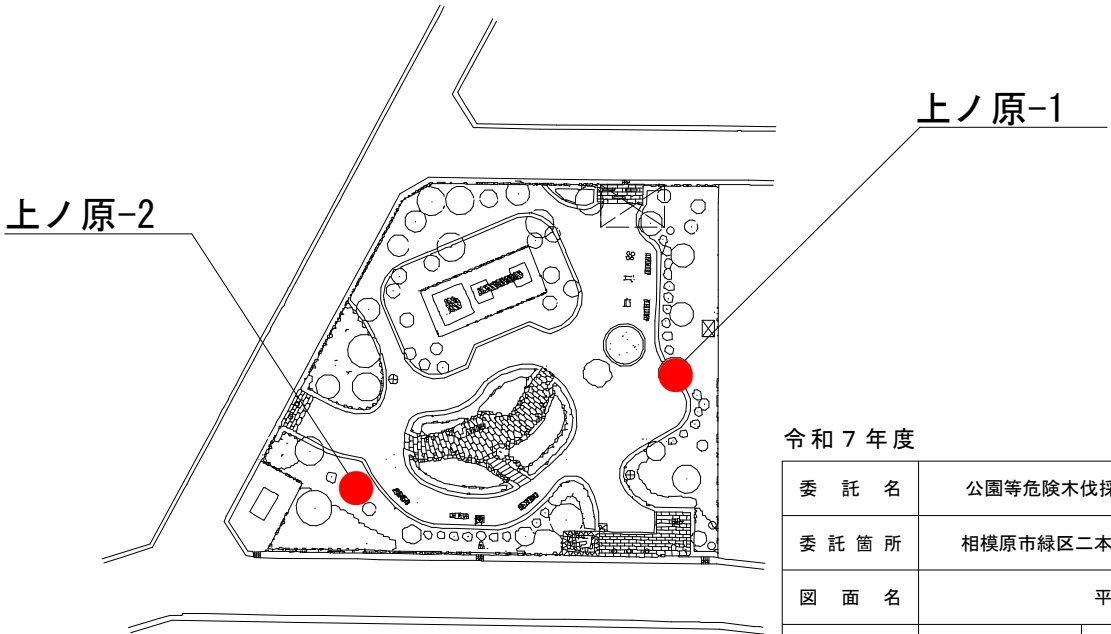 上ノ原-1
上ノ原-2
令和７年度
委託名 公園等危険木伐採
委託箇所 相模原市緑区二本
図面名 平